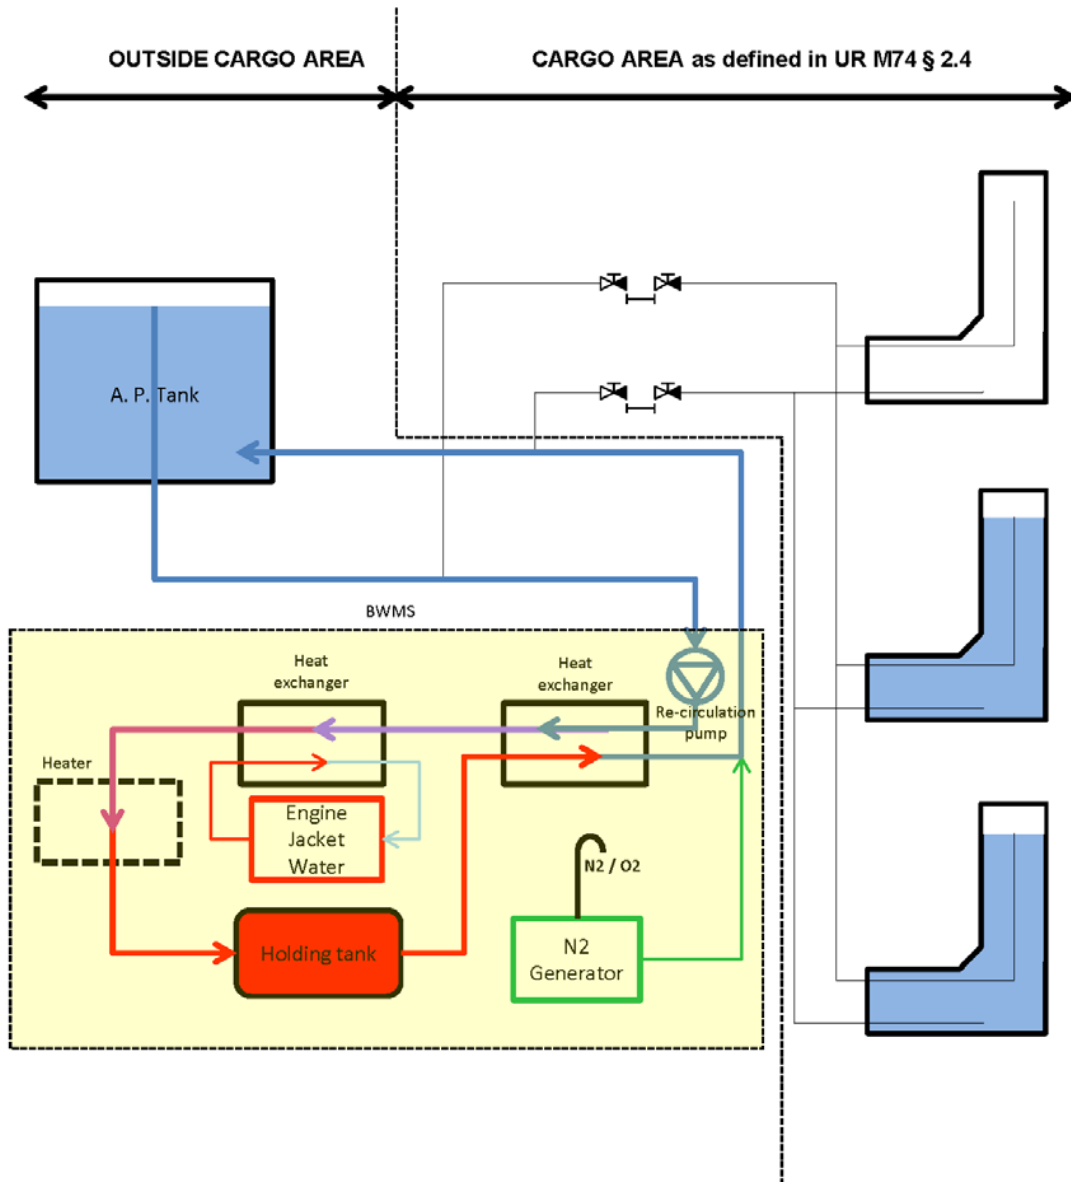 OUTSIDE CARGO AREA
CARGO AREA as defined in UR M74 § 2.4
A. P. Tank
BWMS
Heat
exchanger
Heat
exchanger
Re-circulation
pump
Heater
Engine
Jacket
Water
N2 / O2
Holding tank
N2
Generator